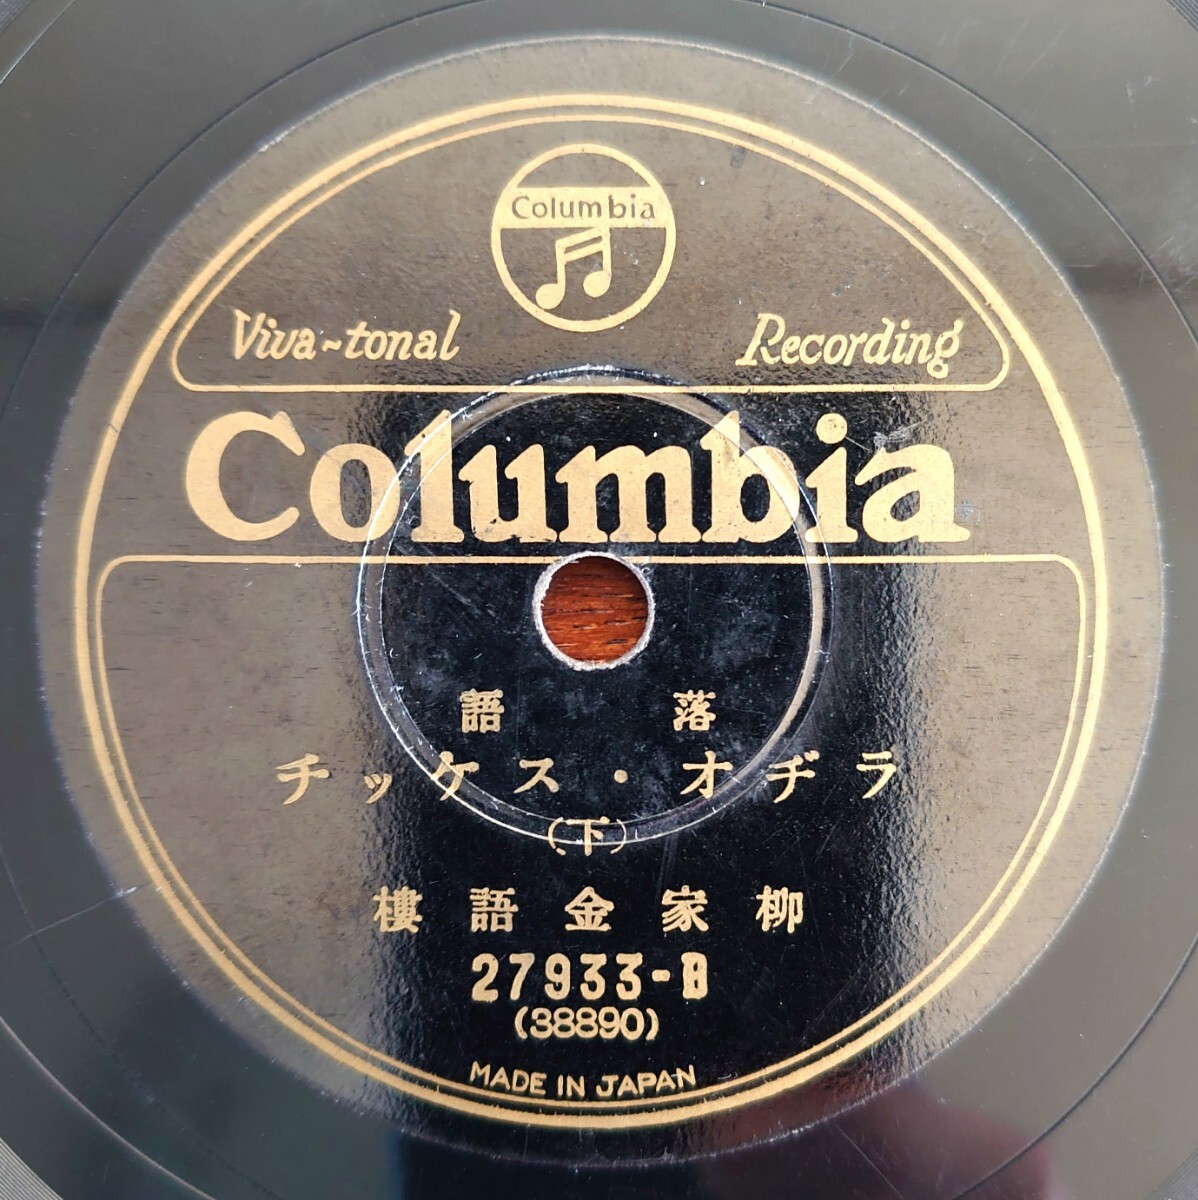 Columbia
Viva-tonal Recording
Columbia
落語
ラヂオ・スケッチ
(下)
柳家金語樓
27933-B
(38890)
MADE IN JAPAN